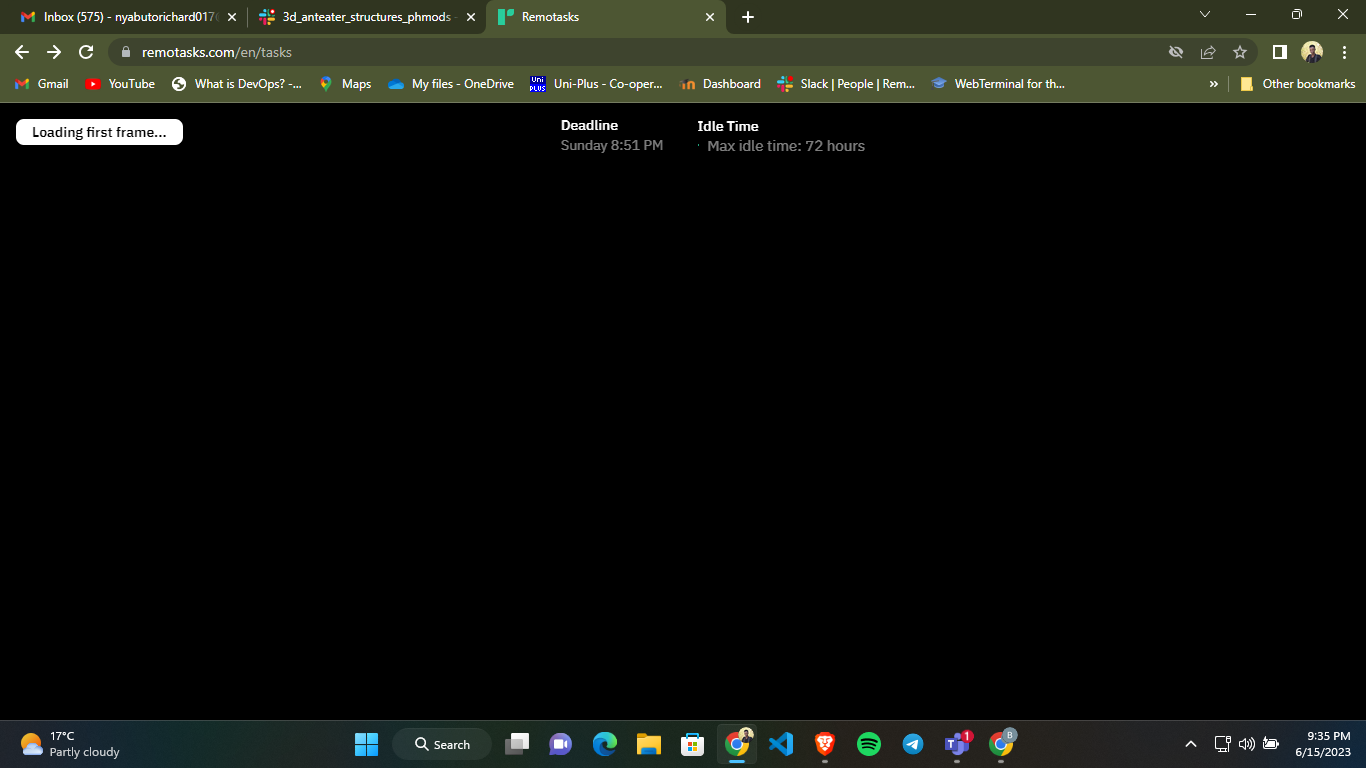 Inbox (575) - nyabutorichard017
3d_anteater_structures_phmods
Remotasks
remotasks.com/en/tasks
Gmail
YouTube
What is DevOps? -...
Maps
My files - OneDrive
Uni PLUS
Uni-Plus - Co-oper...
Dashboard
Slack | People | Rem...
WebTerminal for th...
»
Other bookmarks
Loading first frame...
Deadline
Sunday 8:51 PM
Idle Time
Max idle time: 72 hours
17°C
Partly cloudy
Search
1
B
9:35 PM
6/15/2023